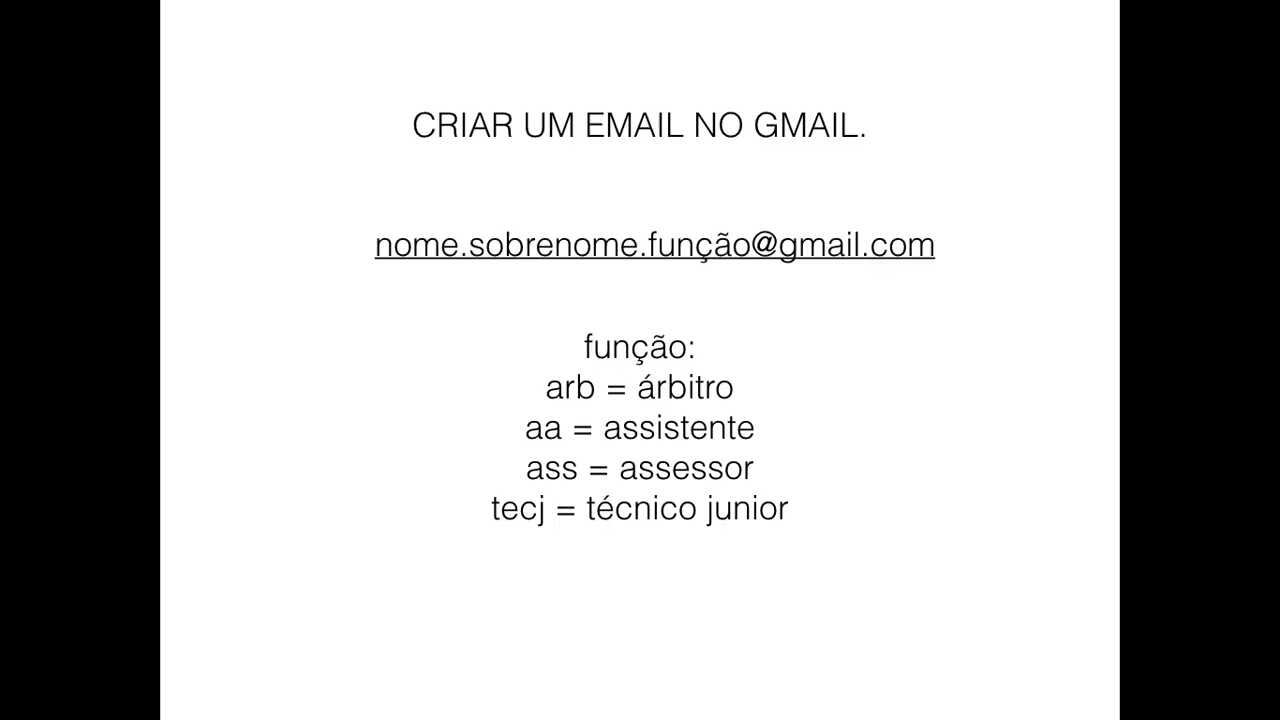 CRIAR UM EMAIL NO GMAIL.
nome.sobrenome.função@gmail.com
função:
arb = árbitro
aa = assistente
ass = assessor
tecj = técnico junior